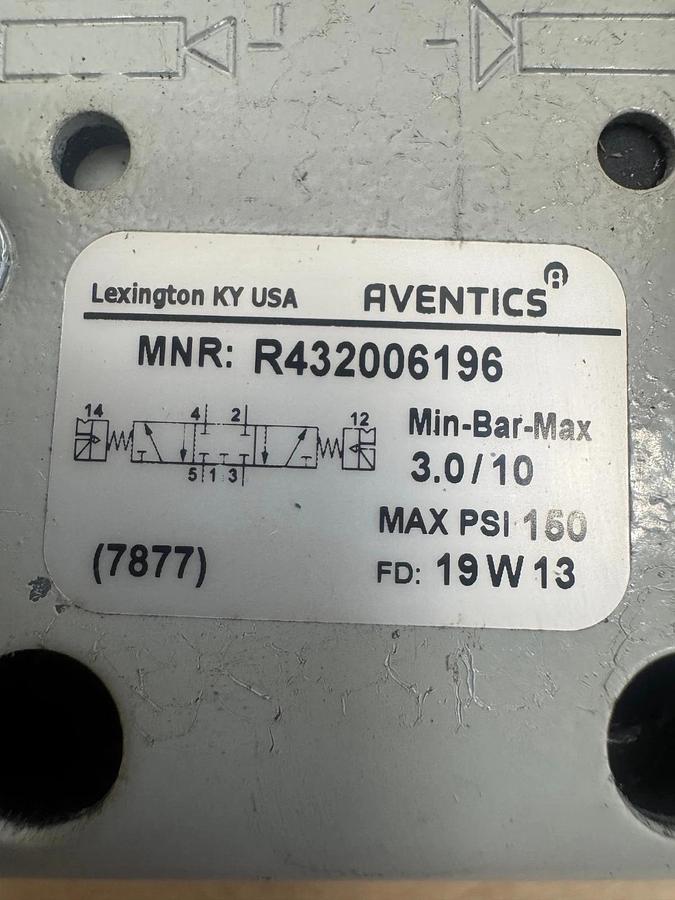 Lexington KY USA AVENTICS
MNR: R432006196
14 4 2 12
5 1 3
Min-Bar-Max
3.0/10
MAX PSI 150
(7877) FD: 19 W 13